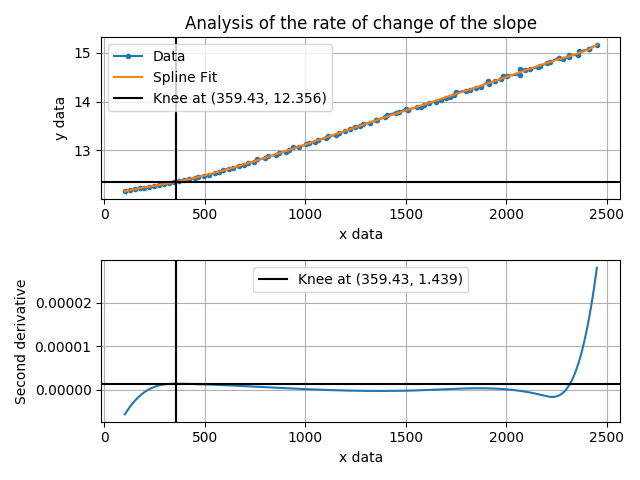 Analysis of the rate of change of the slope
15
14
13
y data
Data
Spline Fit
Knee at (359.43, 12.356)
0 500 1000 1500 2000 2500
x data
0.00002
0.00001
0.00000
Second derivative
Knee at (359.43, 1.439)
0 500 1000 1500 2000 2500
x data